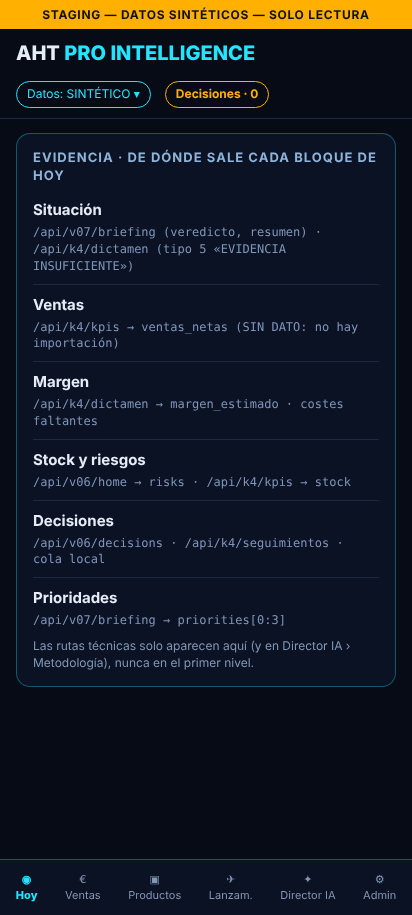 STAGING — DATOS SINTÉTICOS — SOLO LECTURA
AHT PRO INTELLIGENCE
Datos: SINTÉTICO ▾
Decisiones · 0
EVIDENCIA · DE DÓNDE SALE CADA BLOQUE DE
HOY
Situación
/api/v07/briefing (veredicto, resumen) ·
/api/k4/dictamen (tipo 5 «EVIDENCIA
INSUFICIENTE»)
Ventas
/api/k4/kpis → ventas_netas (SIN DATO: no hay
importación)
Margen
/api/k4/dictamen → margen_estimado · costes
faltantes
Stock y riesgos
/api/v06/home → risks · /api/k4/kpis → stock
Decisiones
/api/v06/decisions · /api/k4/seguimientos ·
cola local
Prioridades
/api/v07/briefing → priorities[0:3]
Las rutas técnicas solo aparecen aquí (y en Director IA ›
Metodología), nunca en el primer nivel.
Hoy
€ Ventas
Productos
Lanzam.
Director IA
Admin